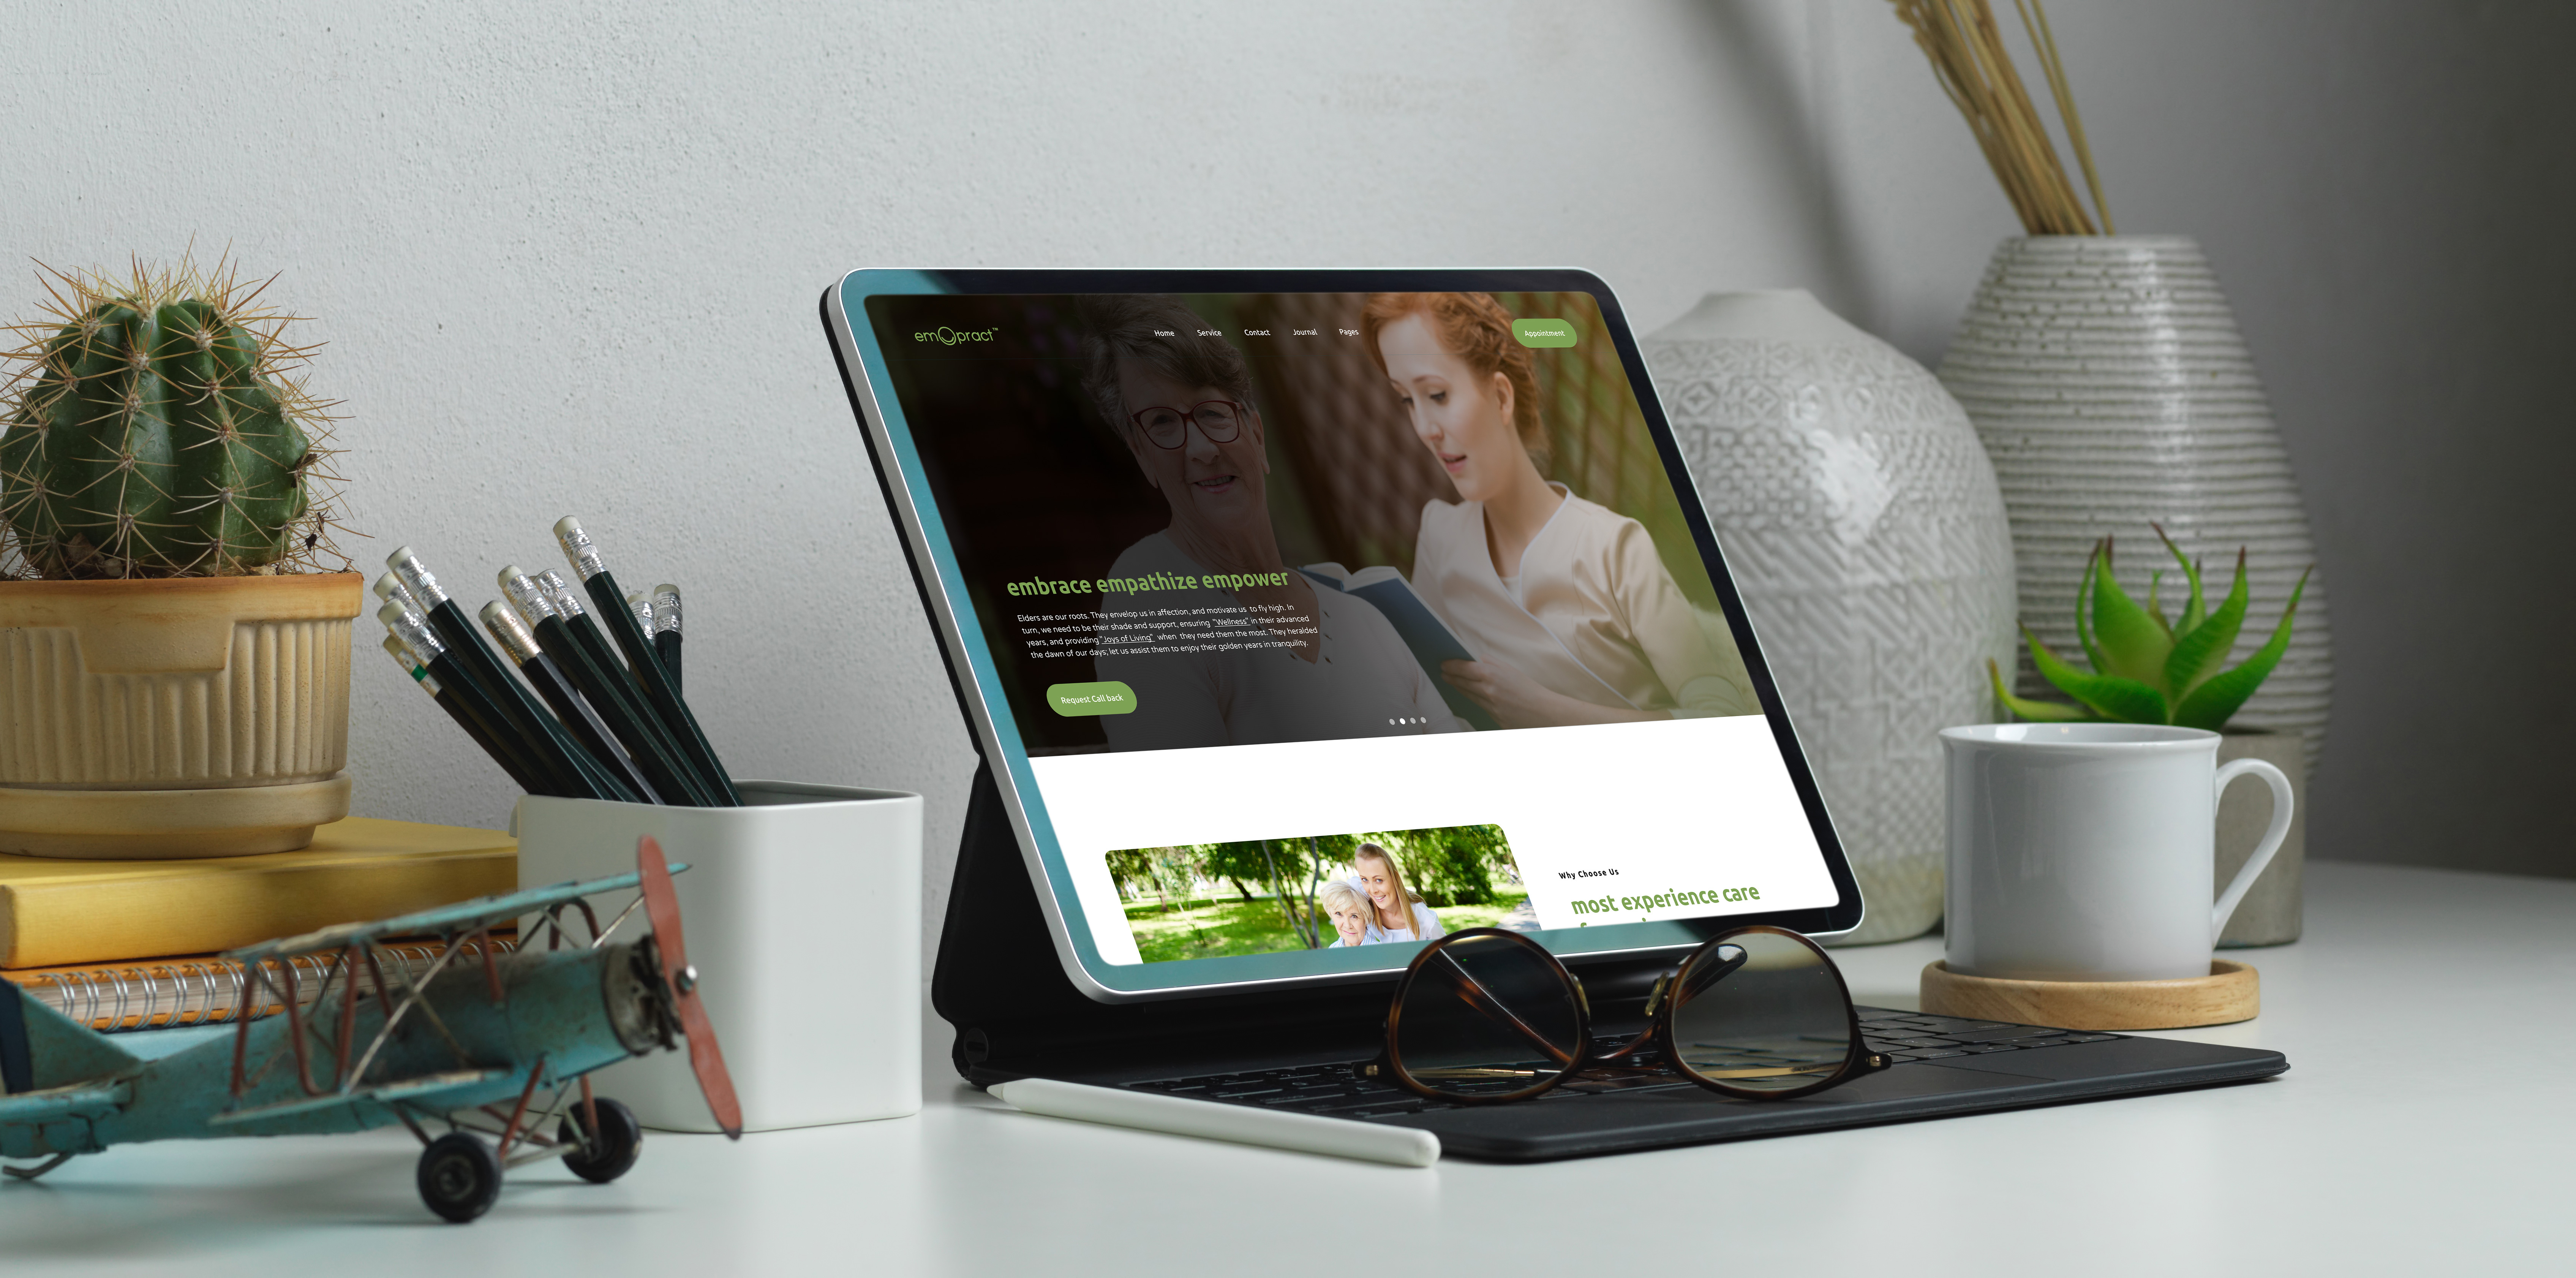 emOpract™
Home Service Contact Journal Pages
Appointment
embrace empathize empower
Elders are our roots. They envelop us in affection, and motivate us to fly high. In
turn, we need to be their shade and support, ensuring "Wellness" in their advanced
years, and providing "Joys of Living" when they need them the most. They heralded
the dawn of our days; let us assist them to enjoy their golden years in tranquility.
Request Call back
Why Choose Us
most experience care